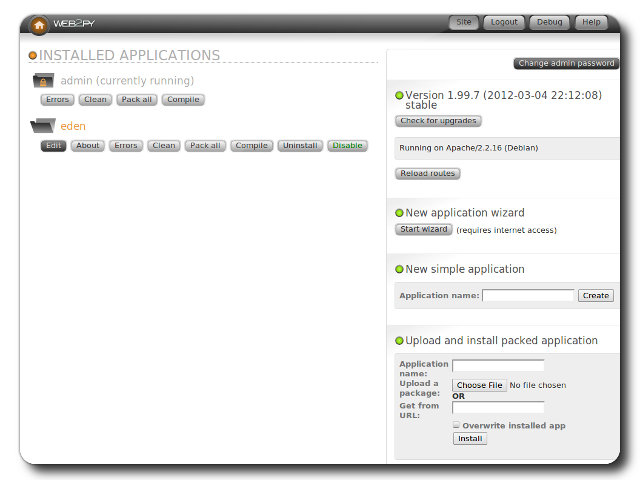 WEB2PY
Site Logout Debug Help
INSTALLED APPLICATIONS
admin (currently running)
Errors Clean Pack all Compile
eden
Edit About Errors Clean Pack all Compile Uninstall Disable
Change admin password
Version 1.99.7 (2012-03-04 22:12:08)
stable
Check for upgrades
Running on Apache/2.2.16 (Debian)
Reload routes
New application wizard
Start wizard (requires internet access)
New simple application
Application name: Create
Upload and install packed application
Application
name:
Upload a
package: Choose File No file chosen
OR
Get from
URL:
Overwrite installed app
Install